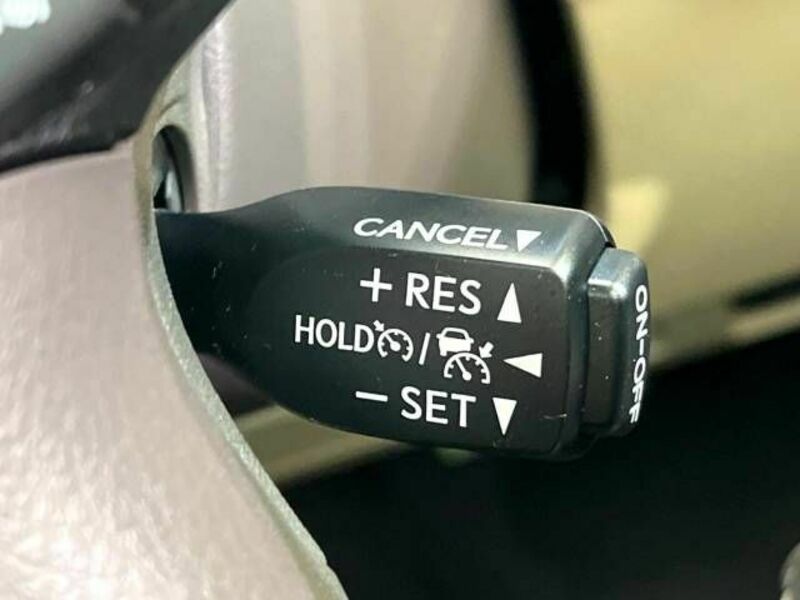 CANCEL▼
+ RES ▲
HOLD / ◀
− SET ▼
ON-OFF